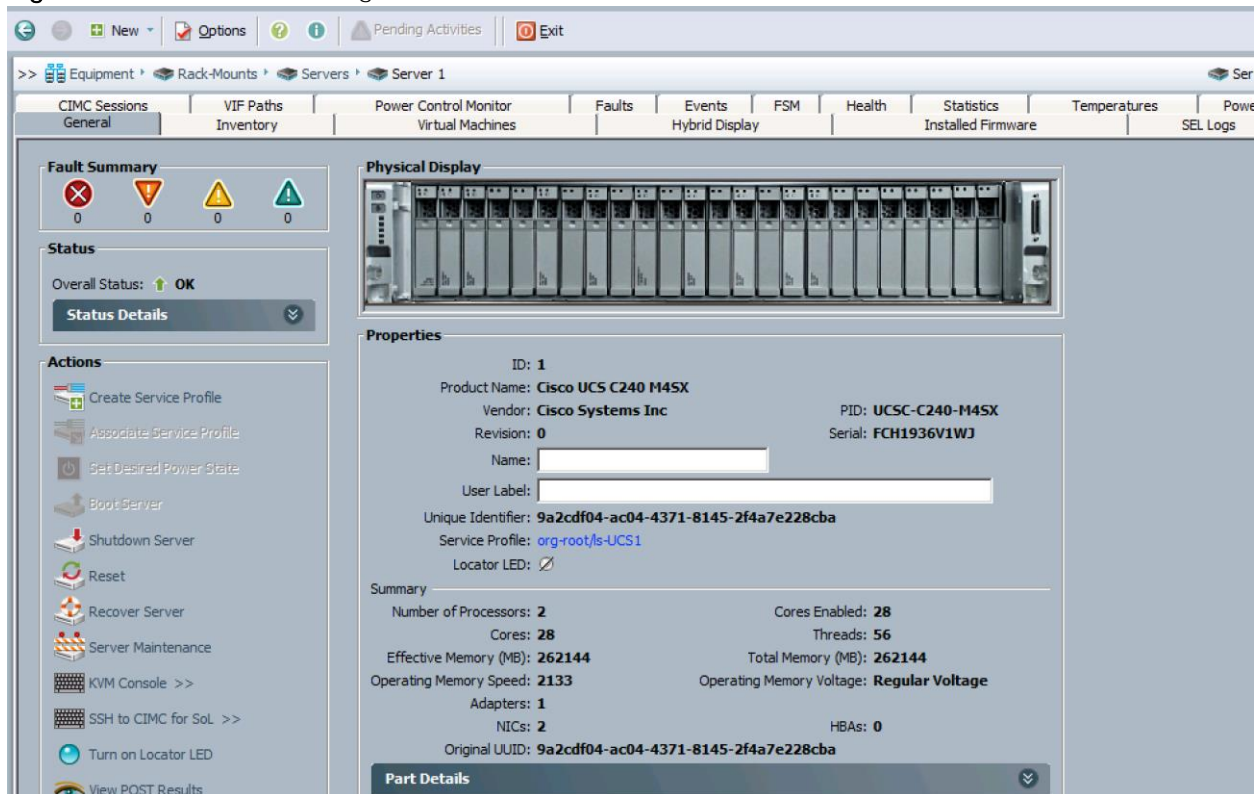 New Options Pending Activities Exit
>> Equipment Rack-Mounts Servers Server 1 Ser
CIMC Sessions VIF Paths Power Control Monitor Faults Events FSM Health Statistics Temperatures Powe
General Inventory Virtual Machines Hybrid Display Installed Firmware SEL Logs
Fault Summary
0 0 0 0
Status
Overall Status: OK
Status Details
Actions
Create Service Profile
Associate Service Profile
Set Desired Power State
Boot Server
Shutdown Server
Reset
Recover Server
Server Maintenance
KVM Console >>
SSH to CIMC for SoL >>
Turn on Locator LED
View POST Results
Physical Display
Properties
ID: 1
Product Name: Cisco UCS C240 M4SX
Vendor: Cisco Systems Inc PID: UCSC-C240-M4SX
Revision: 0 Serial: FCH1936V1WJ
Name:
User Label:
Unique Identifier: 9a2cdf04-ac04-4371-8145-2f4a7e228cba
Service Profile: org-root/ls-UCS1
Locator LED:
Summary
Number of Processors: 2 Cores Enabled: 28
Cores: 28 Threads: 56
Effective Memory (MB): 262144 Total Memory (MB): 262144
Operating Memory Speed: 2133 Operating Memory Voltage: Regular Voltage
Adapters: 1
NICs: 2 HBAs: 0
Original UUID: 9a2cdf04-ac04-4371-8145-2f4a7e228cba
Part Details